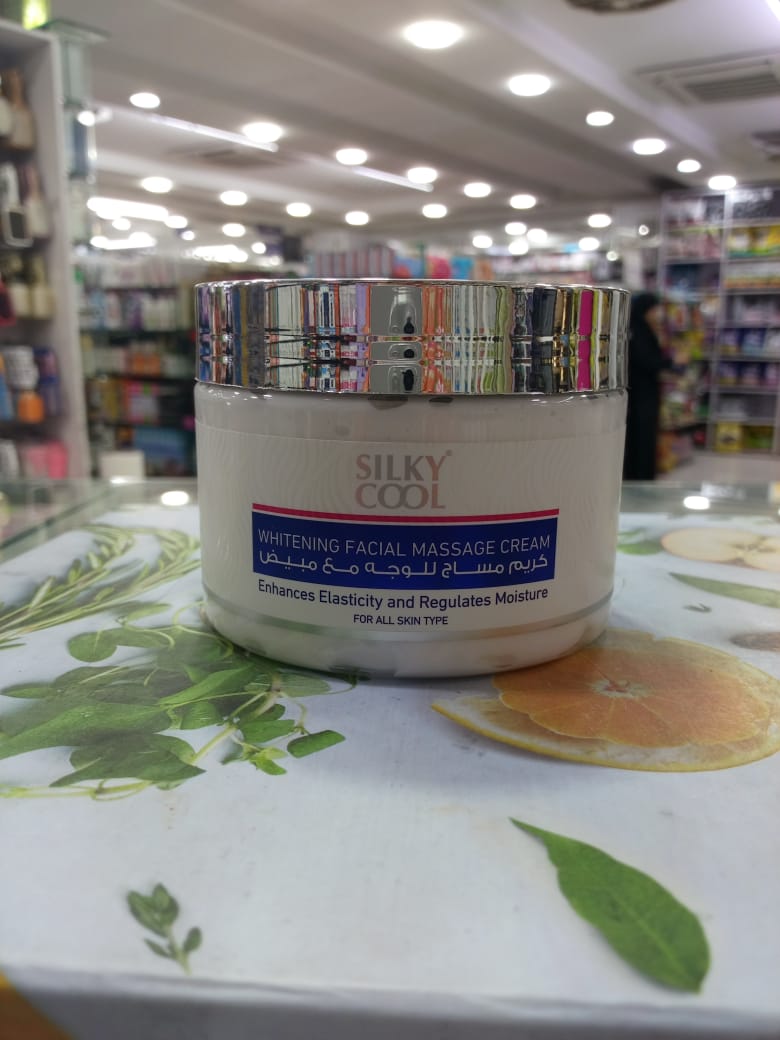 SILKY®
COOL
WHITENING FACIAL MASSAGE CREAM
كريم مساج للوجه مع مبيض
Enhances Elasticity and Regulates Moisture
FOR ALL SKIN TYPE